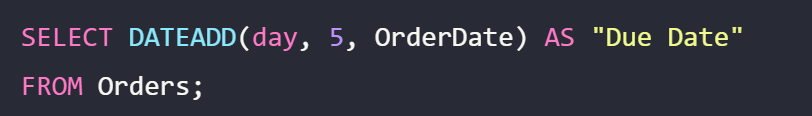 SELECT DATEADD(day, 5, OrderDate) AS "Due Date"
FROM Orders;